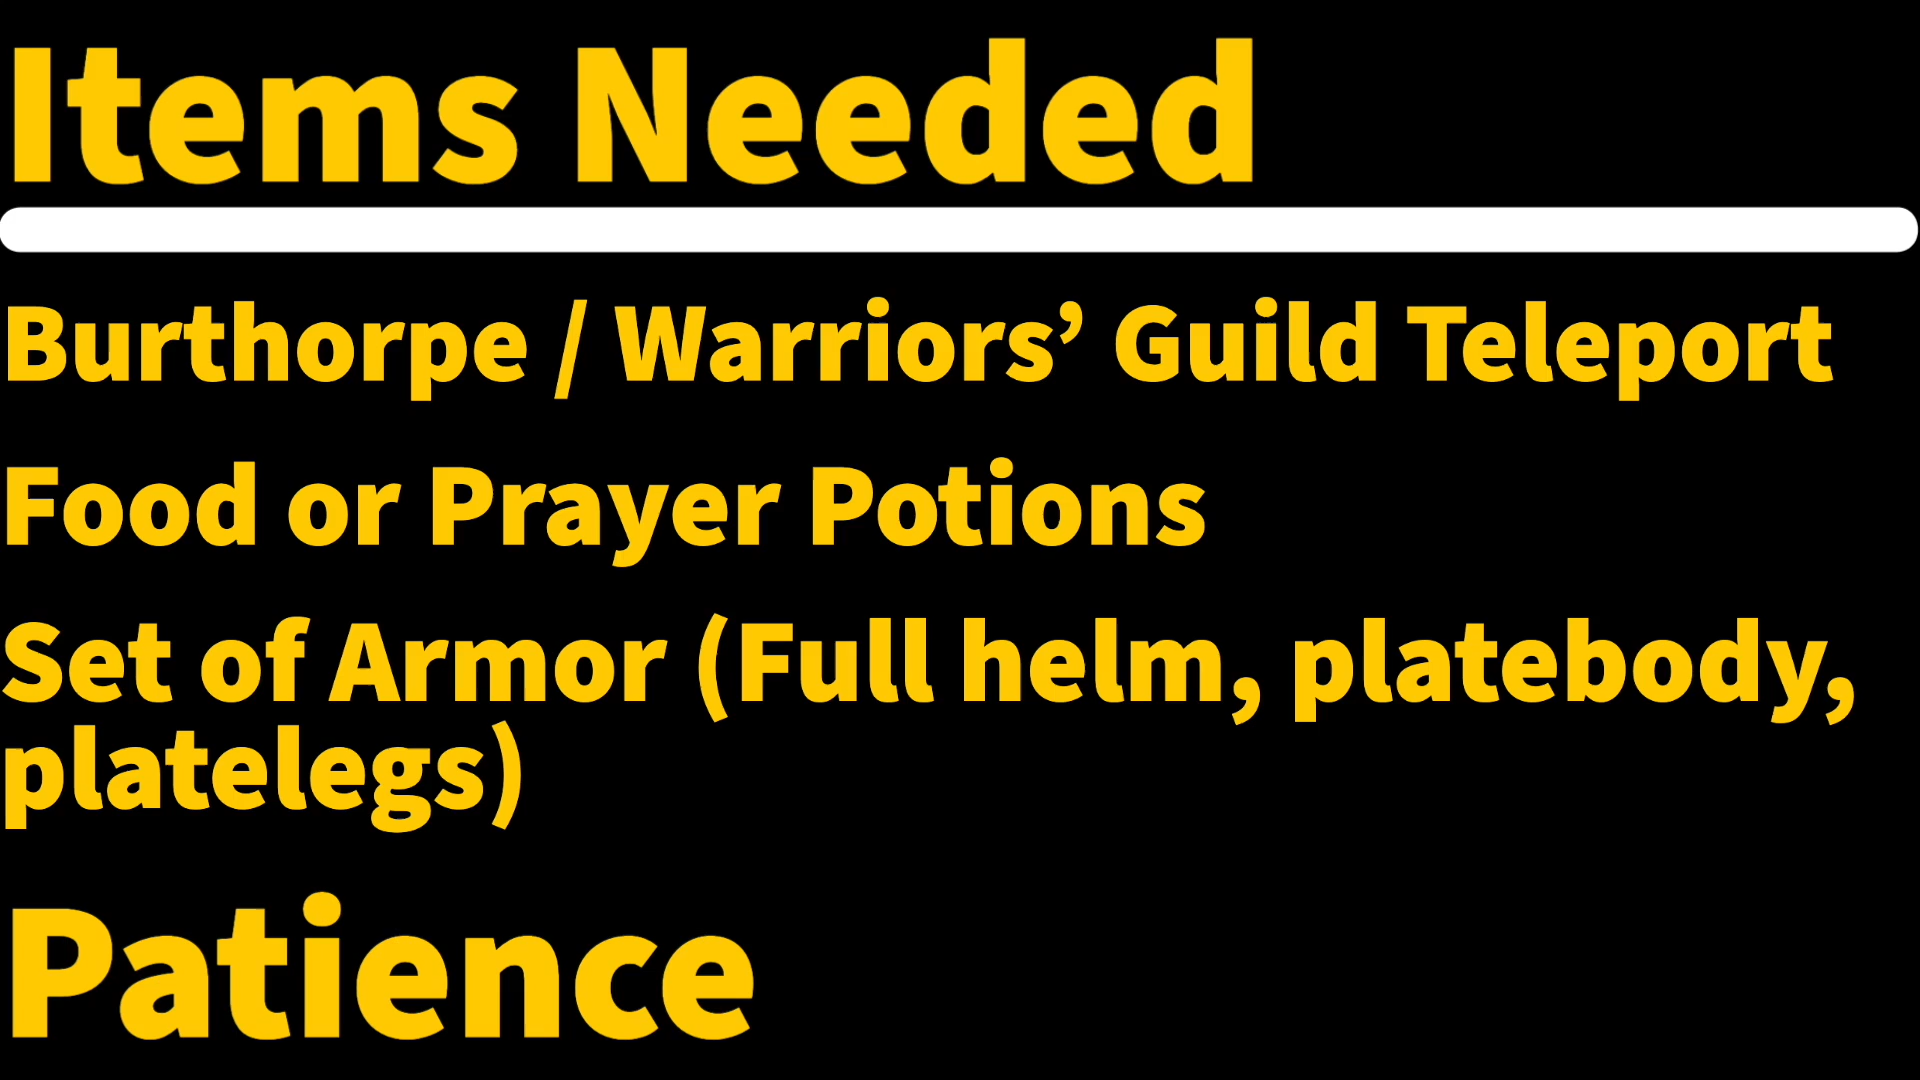 Items Needed
Burthorpe / Warriors’ Guild Teleport
Food or Prayer Potions
Set of Armor (Full helm, platebody,
platelegs)
Patience